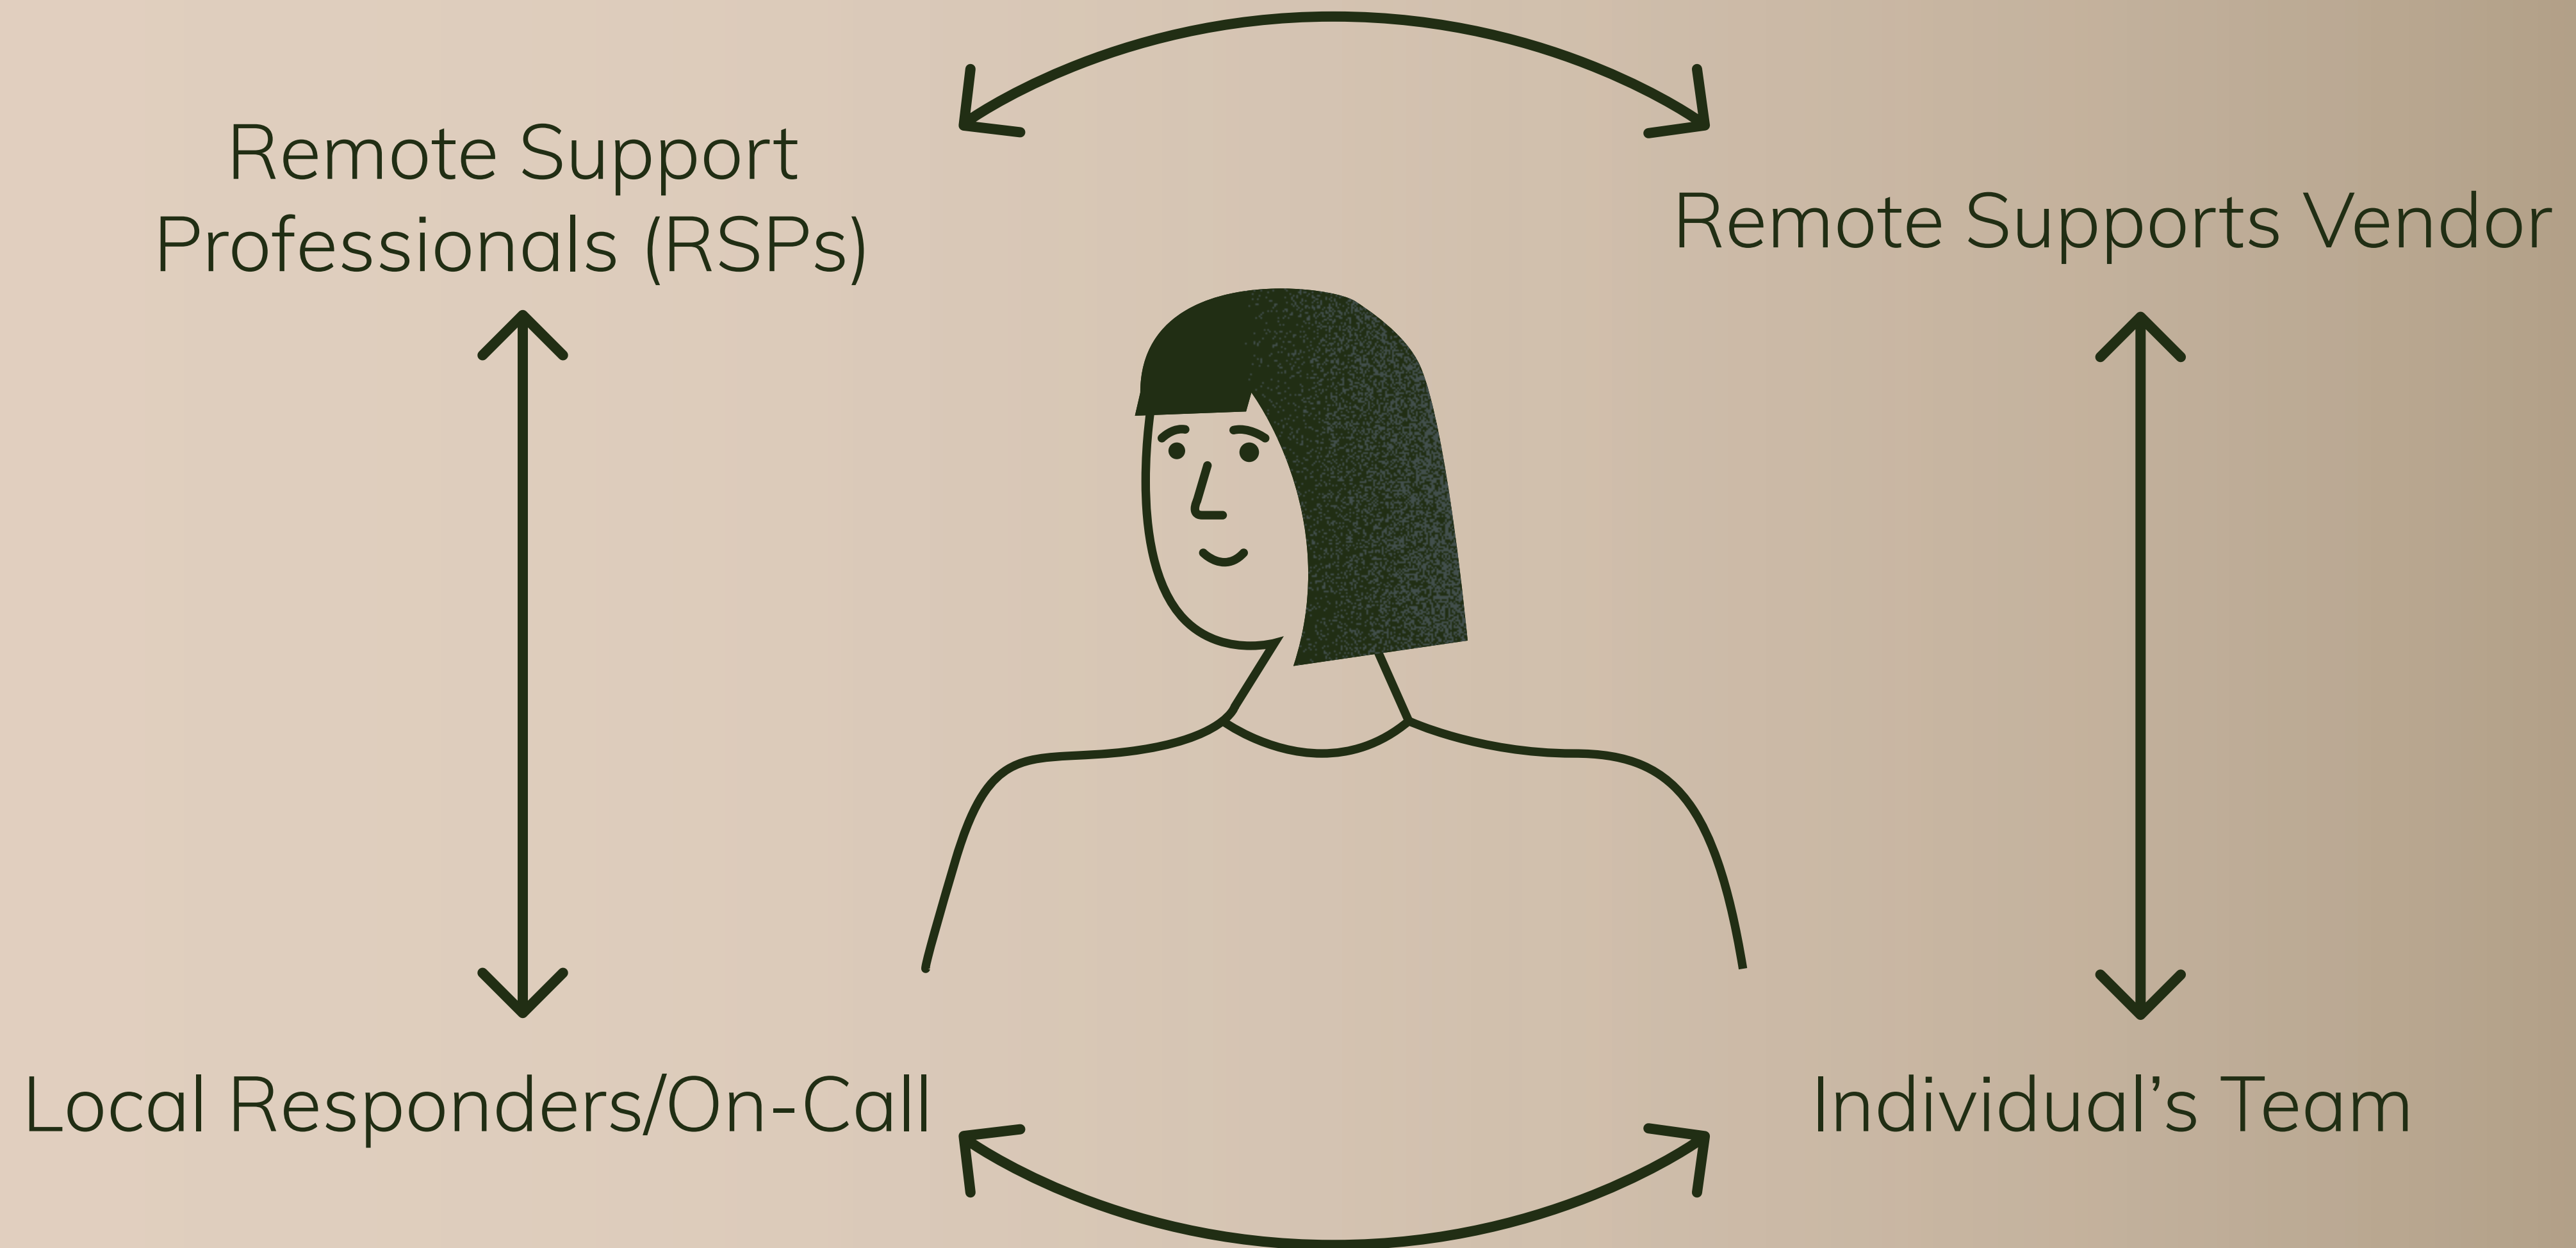 Remote Support
Professionals (RSPs)
Remote Supports Vendor
Local Responders/On-Call
Individual’s Team